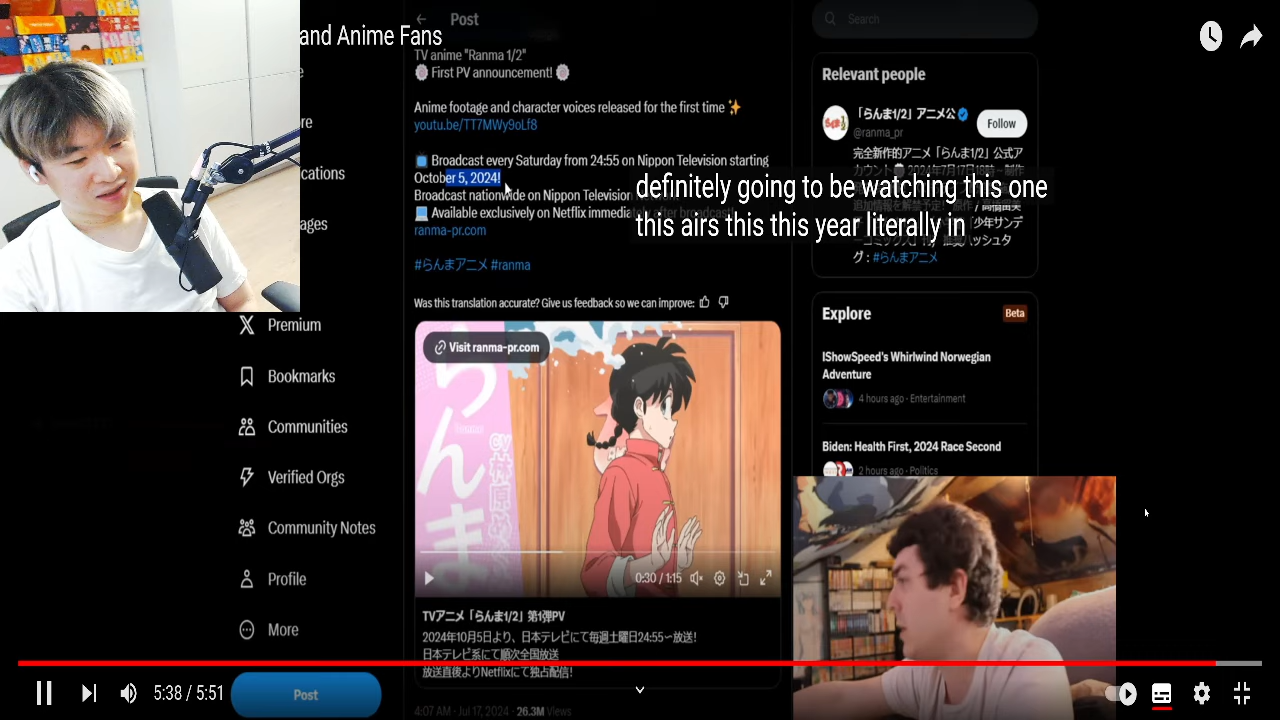 and Anime Fans
Post
Search
TV anime "Ranma 1/2"
First PV announcement!
Anime footage and character voices released for the first time ✨
youtu.be/TT7MWy9oLf8
Broadcast every Saturday from 24:55 on Nippon Television starting
October 5, 2024!
Broadcast nationwide on Nippon Television
Available exclusively on Netflix immediately after broadcast!
ranma-pr.com
#らんまアニメ #ranma
Was this translation accurate? Give us feedback so we can improve:
definitely going to be watching this one
this airs this this year literally in
Relevant people
「らんま1/2」アニメ公
@ranma_pr
Follow
完全新作的アニメ「らんま1/2」公式ア
カウント
2024年7月17日
「少年サンデ
ーコミックス」
ハッシュタ
グ：#らんまアニメ
cations
ages
Premium
Bookmarks
Communities
Verified Orgs
Community Notes
Profile
More
Post
Visit ranma-pr.com
らんま
0:30 / 1:15
TVアニメ「らんま1/2」第1弾PV
2024年10月5日より、日本テレビにて毎週土曜日24:55〜放送!
日本テレビ系にて順次全国放送
放送直後よりNetflixにて独占配信!
4:07 AM · Jul 17, 2024 · 26.3M Views
Explore
Beta
IShowSpeed's Whirlwind Norwegian
Adventure
4 hours ago · Entertainment
Biden: Health First, 2024 Race Second
2 hours ago · Politics
5:38 / 5:51